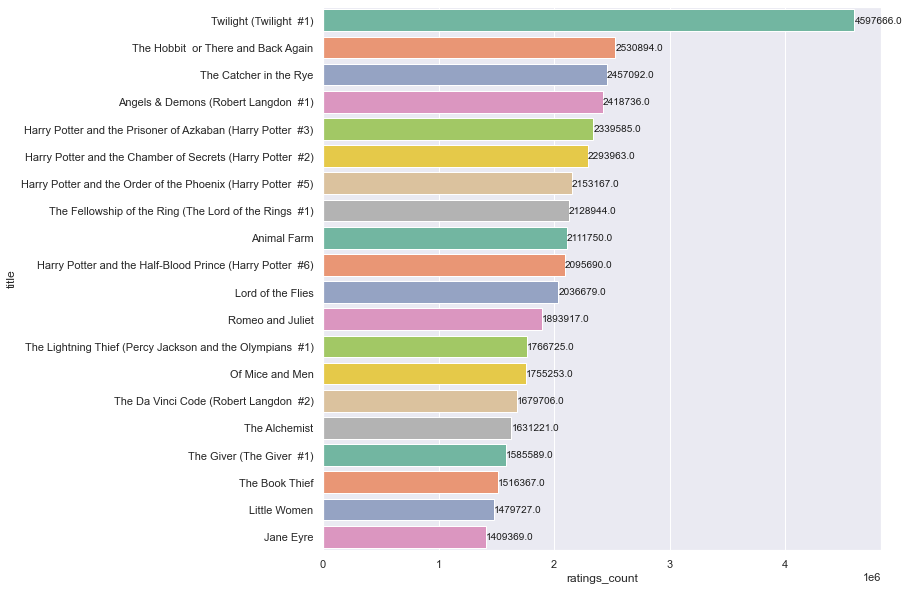 Twilight (Twilight  #1) 4597666.0
The Hobbit  or There and Back Again 2530894.0
The Catcher in the Rye 2457092.0
Angels & Demons (Robert Langdon  #1) 2418736.0
Harry Potter and the Prisoner of Azkaban (Harry Potter  #3) 2339585.0
Harry Potter and the Chamber of Secrets (Harry Potter  #2) 2293963.0
Harry Potter and the Order of the Phoenix (Harry Potter  #5) 2153167.0
The Fellowship of the Ring (The Lord of the Rings  #1) 2128944.0
Animal Farm 2111750.0
Harry Potter and the Half-Blood Prince (Harry Potter  #6) 2095690.0
title
Lord of the Flies 2036679.0
Romeo and Juliet 1893917.0
The Lightning Thief (Percy Jackson and the Olympians  #1) 1766725.0
Of Mice and Men 1755253.0
The Da Vinci Code (Robert Langdon  #2) 1679706.0
The Alchemist 1631221.0
The Giver (The Giver  #1) 1585589.0
The Book Thief 1516367.0
Little Women 1479727.0
Jane Eyre 1409369.0
0 1 2 3 4
ratings_count 1e6